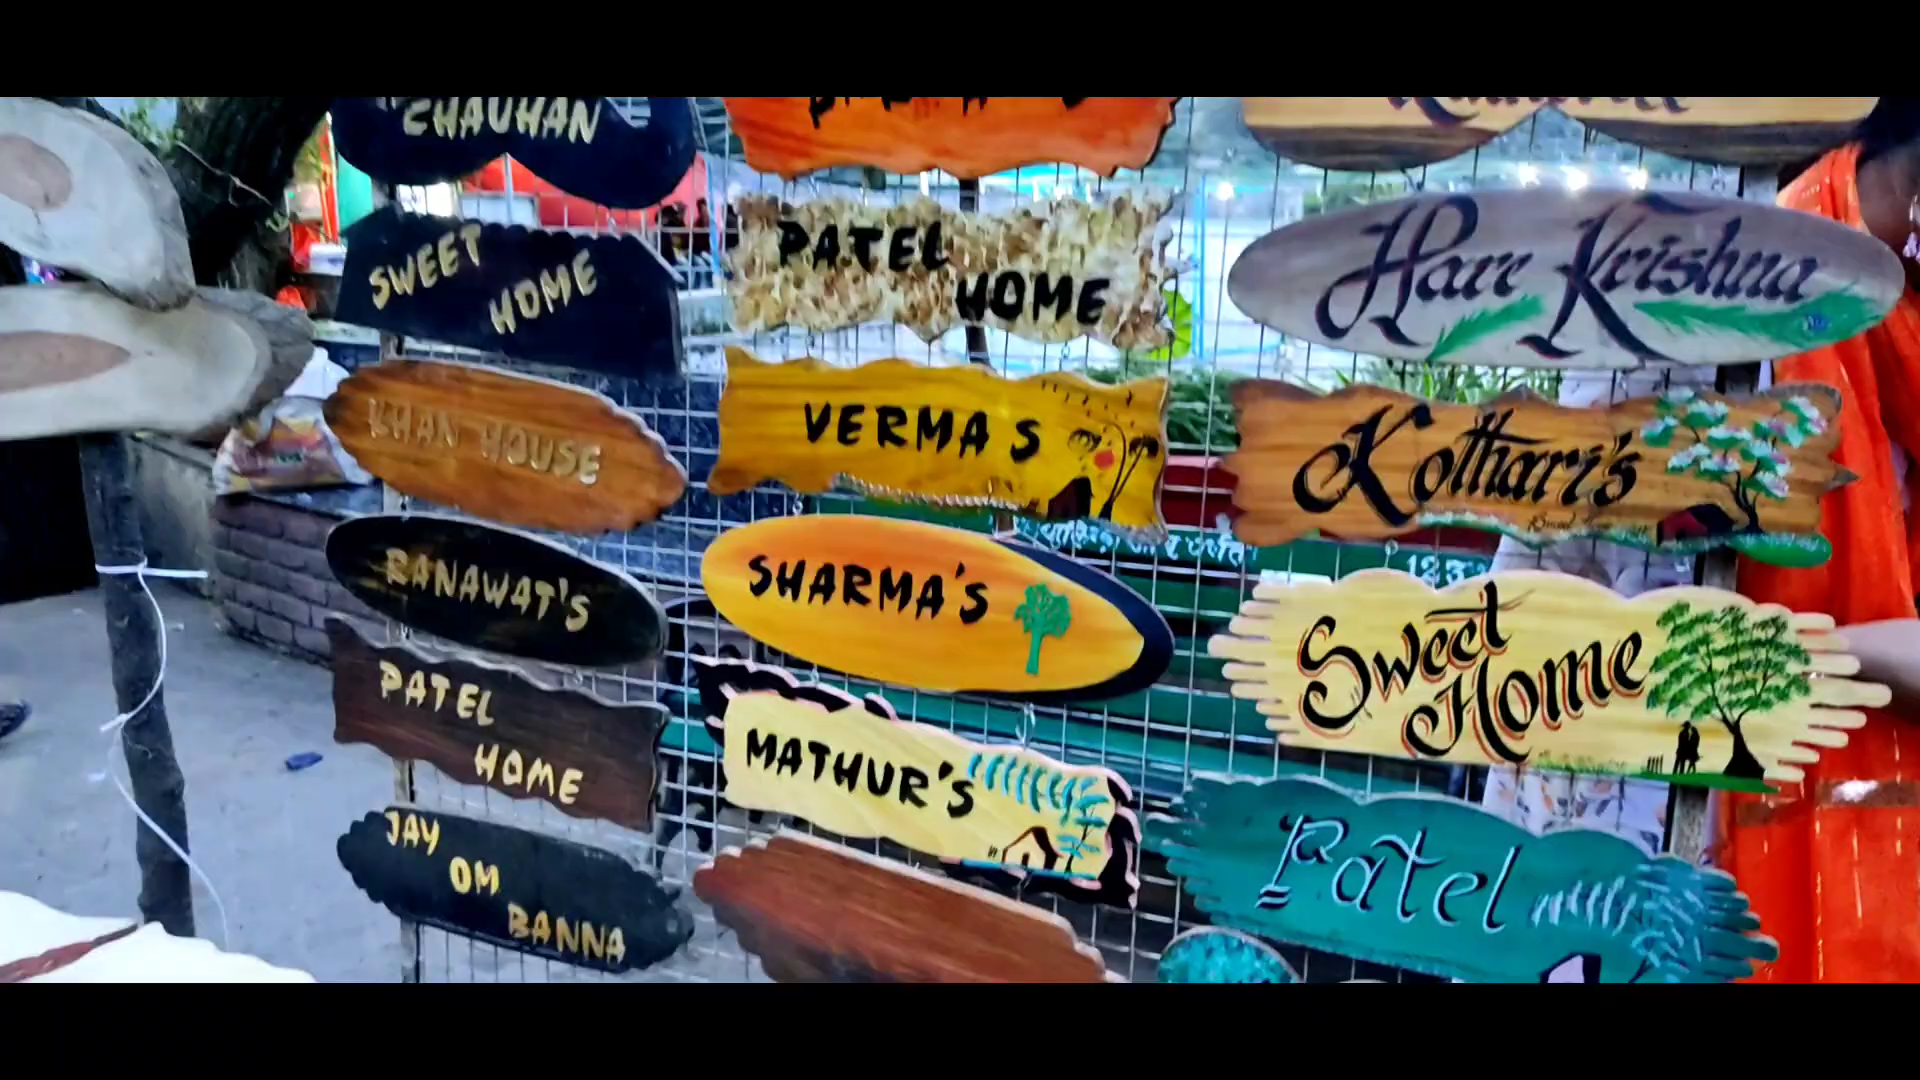 CHAUHAN
SWEET
HOME
KHAN HOUSE
RANAWAT'S
PATEL
HOME
JAY
OM
BANNA
PATEL
HOME
VERMA S
SHARMA'S
MATHUR'S
Hare Krishna
Kothari's
123
Sweet
Home
Patel